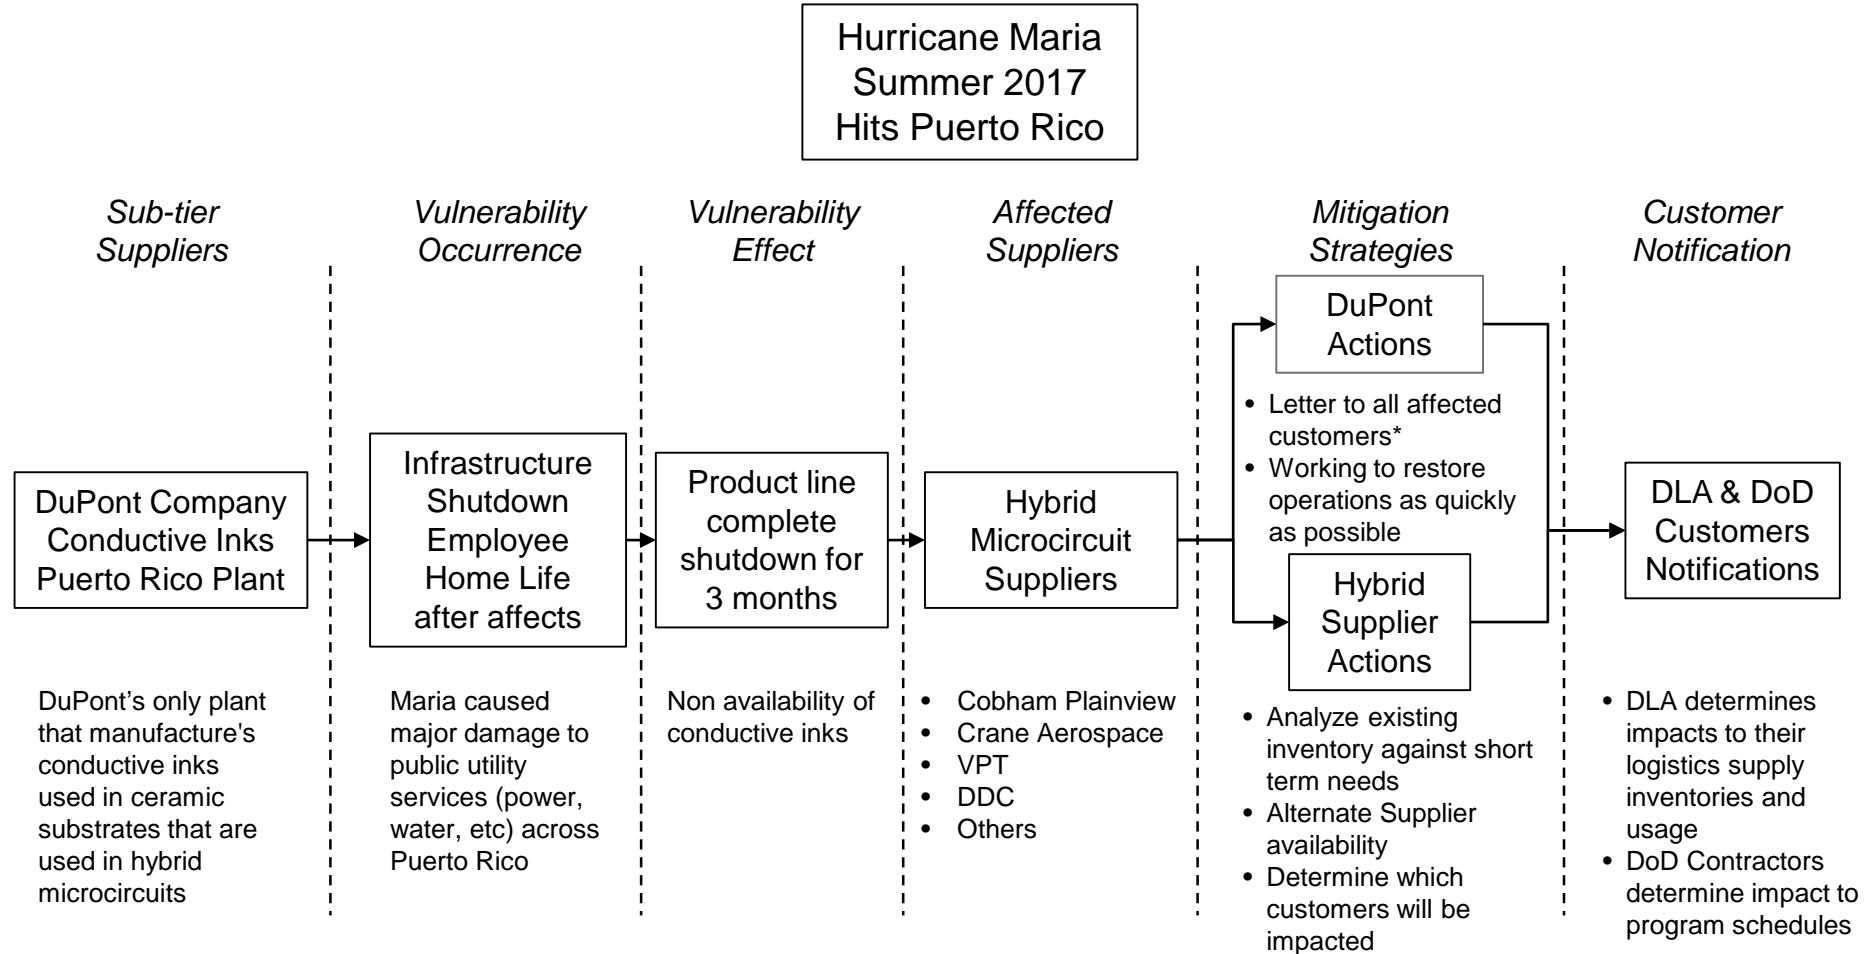 Hurricane Maria
Summer 2017
Hits Puerto Rico
Sub-tier
Suppliers
Vulnerability
Occurrence
Vulnerability
Effect
Affected
Suppliers
Mitigation
Strategies
Customer
Notification
DuPont Company
Conductive Inks
Puerto Rico Plant
Infrastructure
Shutdown
Employee
Home Life
after affects
Product line
complete
shutdown for
3 months
Hybrid
Microcircuit
Suppliers
DuPont
Actions
• Letter to all affected
customers*
• Working to restore
operations as quickly
as possible
Hybrid
Supplier
Actions
DLA & DoD
Customers
Notifications
DuPont's only plant
that manufacture's
conductive inks
used in ceramic
substrates that are
used in hybrid
microcircuits
Maria caused
major damage to
public utility
services (power,
water, etc) across
Puerto Rico
Non availability of
conductive inks
• Cobham Plainview
• Crane Aerospace
• VPT
• DDC
• Others
• Analyze existing
inventory against short
term needs
• Alternate Supplier
availability
• Determine which
customers will be
impacted
• DLA determines
impacts to their
logistics supply
inventories and
usage
• DoD Contractors
determine impact to
program schedules